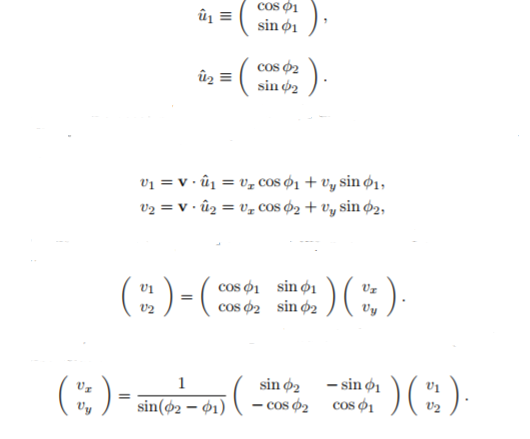 û₁ ≡ ( cos ϕ₁
sin ϕ₁ ) ,
û₂ ≡ ( cos ϕ₂
sin ϕ₂ ) .
v₁ = v · û₁ = vₓ cos ϕ₁ + v_y sin ϕ₁,
v₂ = v · û₂ = vₓ cos ϕ₂ + v_y sin ϕ₂,
( v₁
v₂ ) = ( cos ϕ₁ sin ϕ₁
cos ϕ₂ sin ϕ₂ ) ( vₓ
v_y ) .
( vₓ
v_y ) = 1 / sin(ϕ₂ − ϕ₁) ( sin ϕ₂ − sin ϕ₁
− cos ϕ₂ cos ϕ₁ ) ( v₁
v₂ ) .